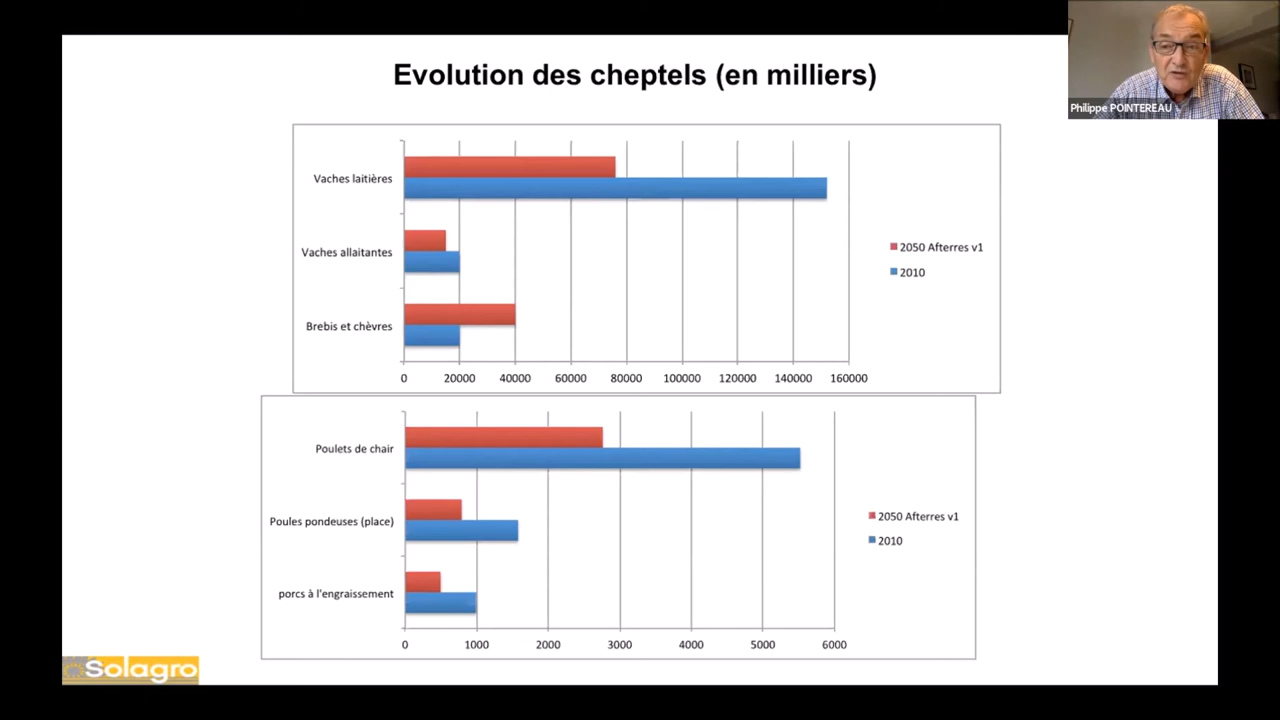 Evolution des cheptels (en milliers)
Philippe POINTEREAU
Vaches laitières
Vaches allaitantes
Brebis et chèvres
0 20000 40000 60000 80000 100000 120000 140000 160000
2050 Afterres v1
2010
Poulets de chair
Poules pondeuses (place)
porcs à l'engraissement
0 1000 2000 3000 4000 5000 6000
2050 Afterres v1
2010
Solagro